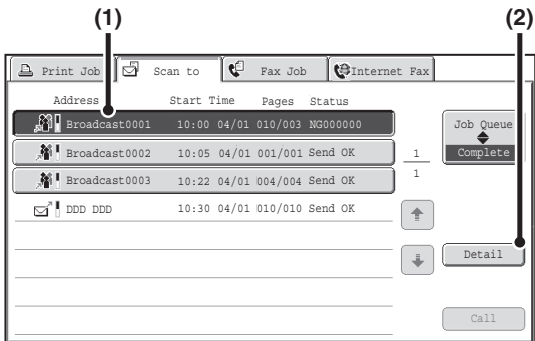 (1) (2)
Print Job Scan to Fax Job Internet Fax
Address Start Time Pages Status
Broadcast0001 10:00 04/01 010/003 NG000000
Broadcast0002 10:05 04/01 001/001 Send OK
Broadcast0003 10:22 04/01 004/004 Send OK
DDD DDD 10:30 04/01 010/010 Send OK
1
1
Job Queue
Complete
Detail
Call